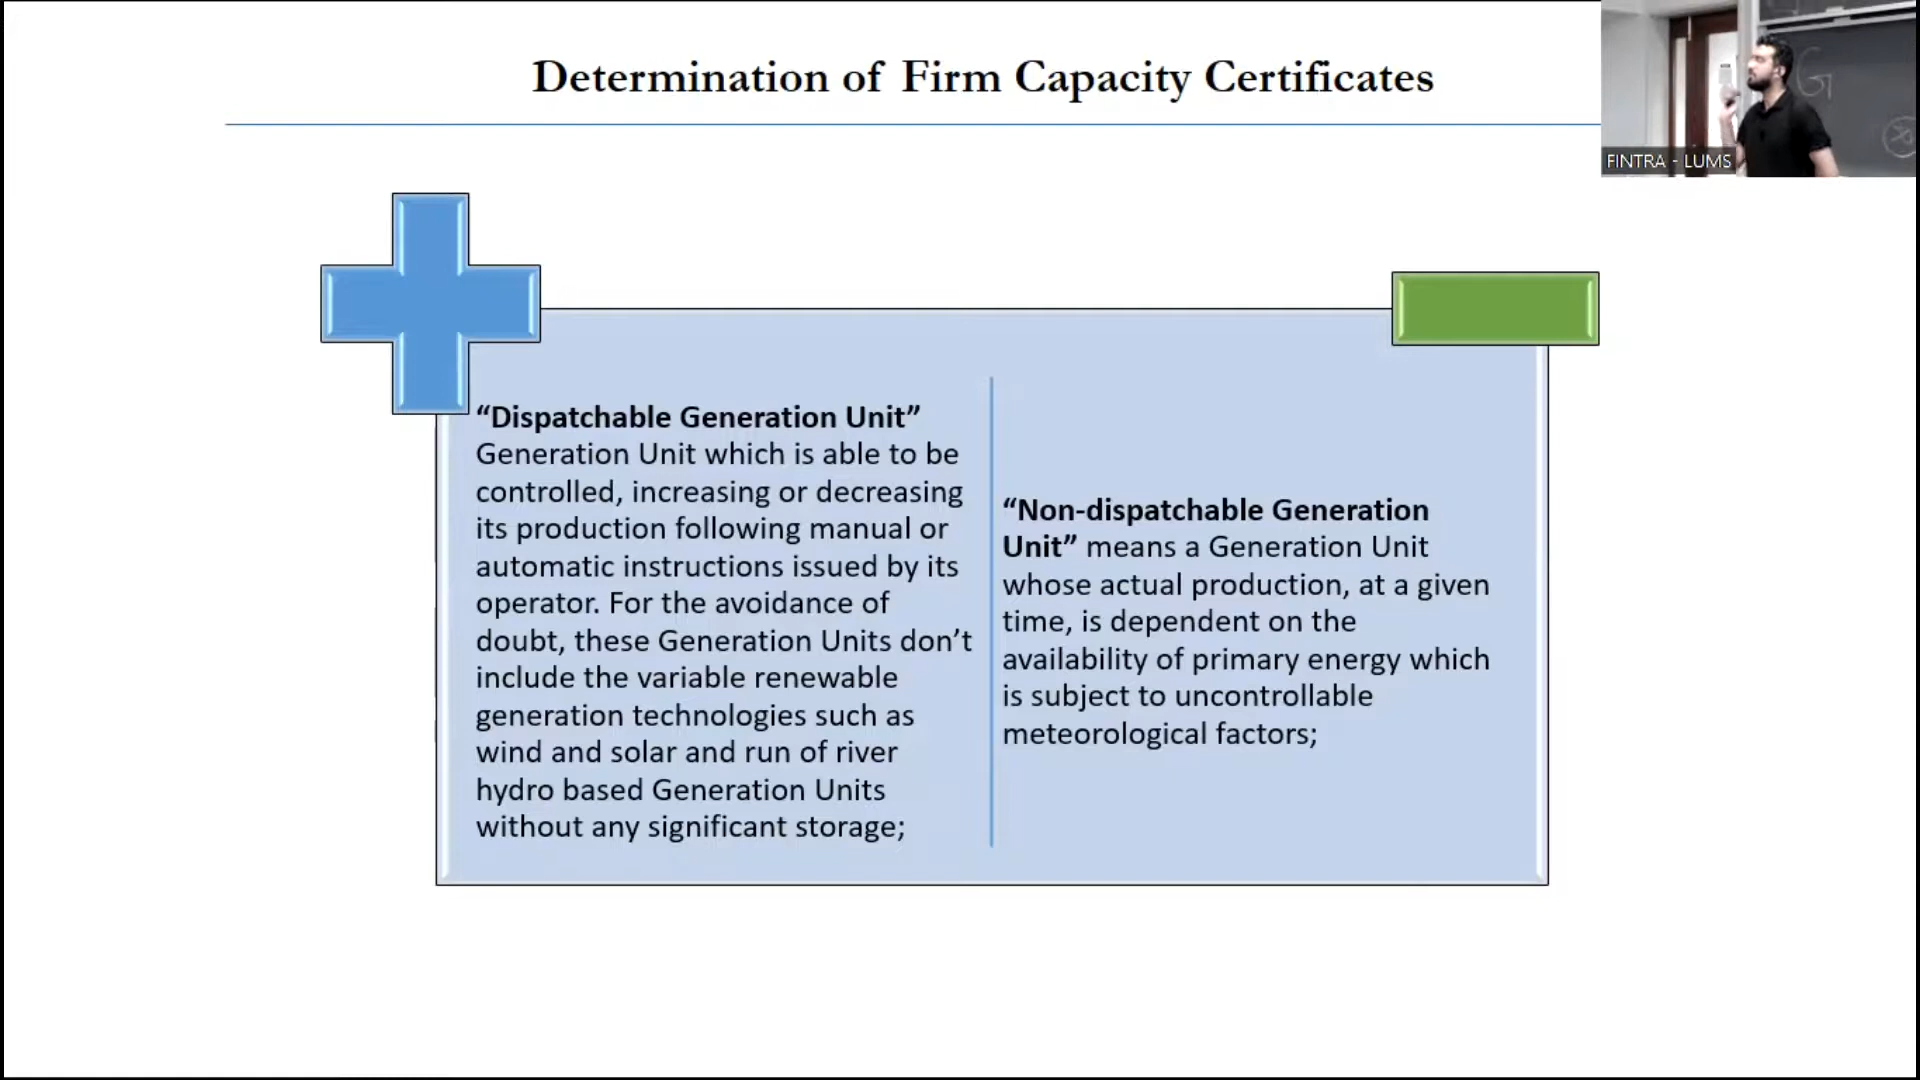 Determination of Firm Capacity Certificates
FINTRA - LUMS
G
“Dispatchable Generation Unit”
Generation Unit which is able to be
controlled, increasing or decreasing
its production following manual or
automatic instructions issued by its
operator. For the avoidance of
doubt, these Generation Units don’t
include the variable renewable
generation technologies such as
wind and solar and run of river
hydro based Generation Units
without any significant storage;
“Non-dispatchable Generation
Unit” means a Generation Unit
whose actual production, at a given
time, is dependent on the
availability of primary energy which
is subject to uncontrollable
meteorological factors;